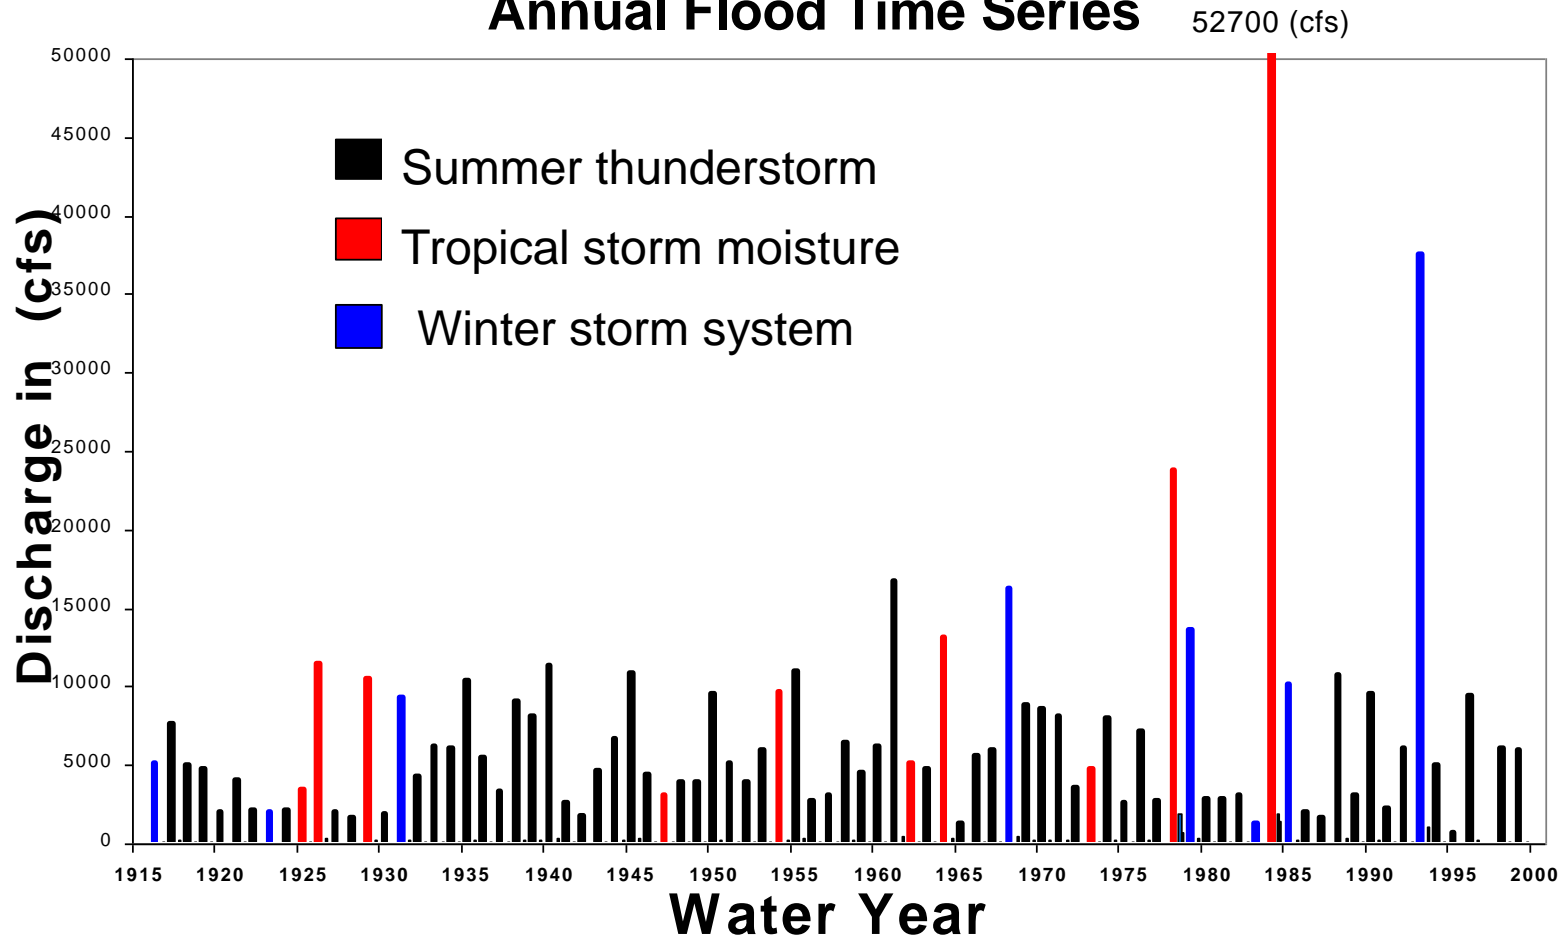 Annual Flood Time Series
52700 (cfs)
50000
45000
40000
35000
30000
25000
20000
15000
10000
5000
0
Discharge in (cfs)
Summer thunderstorm
Tropical storm moisture
Winter storm system
1915 1920 1925 1930 1935 1940 1945 1950 1955 1960 1965 1970 1975 1980 1985 1990 1995 2000
Water Year